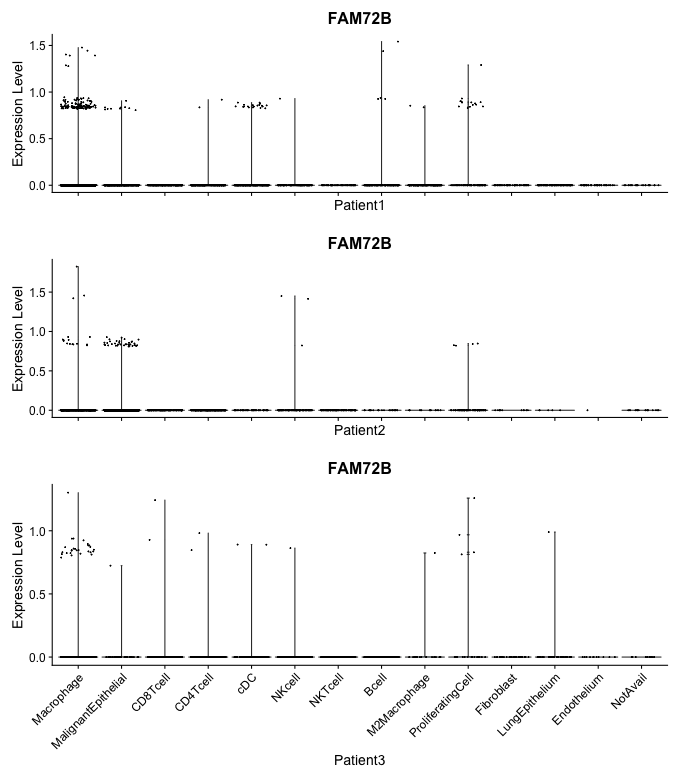 FAM72B
1.5
1.0
0.5
0.0
Expression Level
Patient1
FAM72B
1.5
1.0
0.5
0.0
Expression Level
Patient2
FAM72B
1.0
0.5
0.0
Expression Level
Macrophage
MalignantEpithelial
CD8Tcell
CD4Tcell
cDC
NKcell
NKTcell
Bcell
M2Macrophage
ProliferatingCell
Fibroblast
LungEpithelium
Endothelium
NotAvail
Patient3